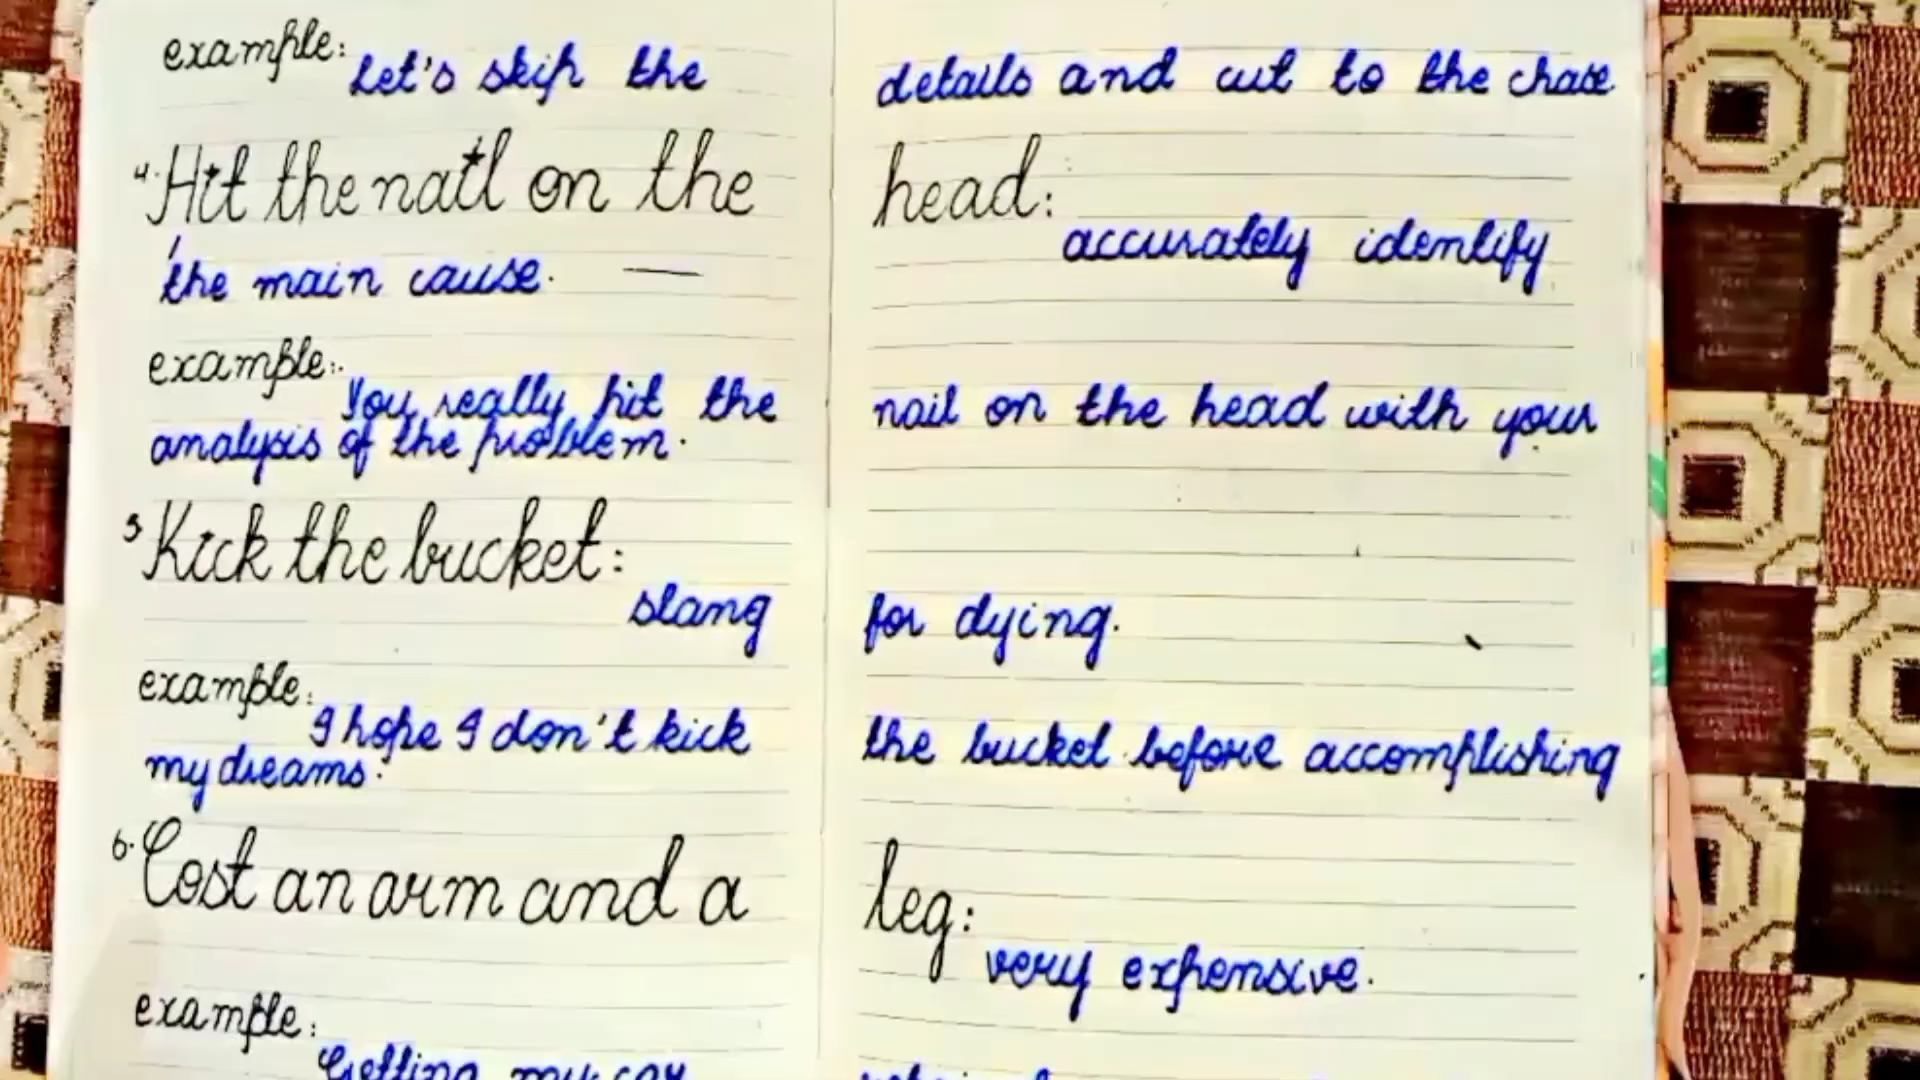 example: Let's skip the details and cut to the chase
4. Hit the nail on the head: accurately identify
the main cause.
example:. You really hit the nail on the head with your
analysis of the problem.
5 Kick the bucket: slang for dying.
example: I hope I don't kick the bucket before accomplishing
my dreams.
6. Cost an arm and a leg: very expensive.
example: Getting my car